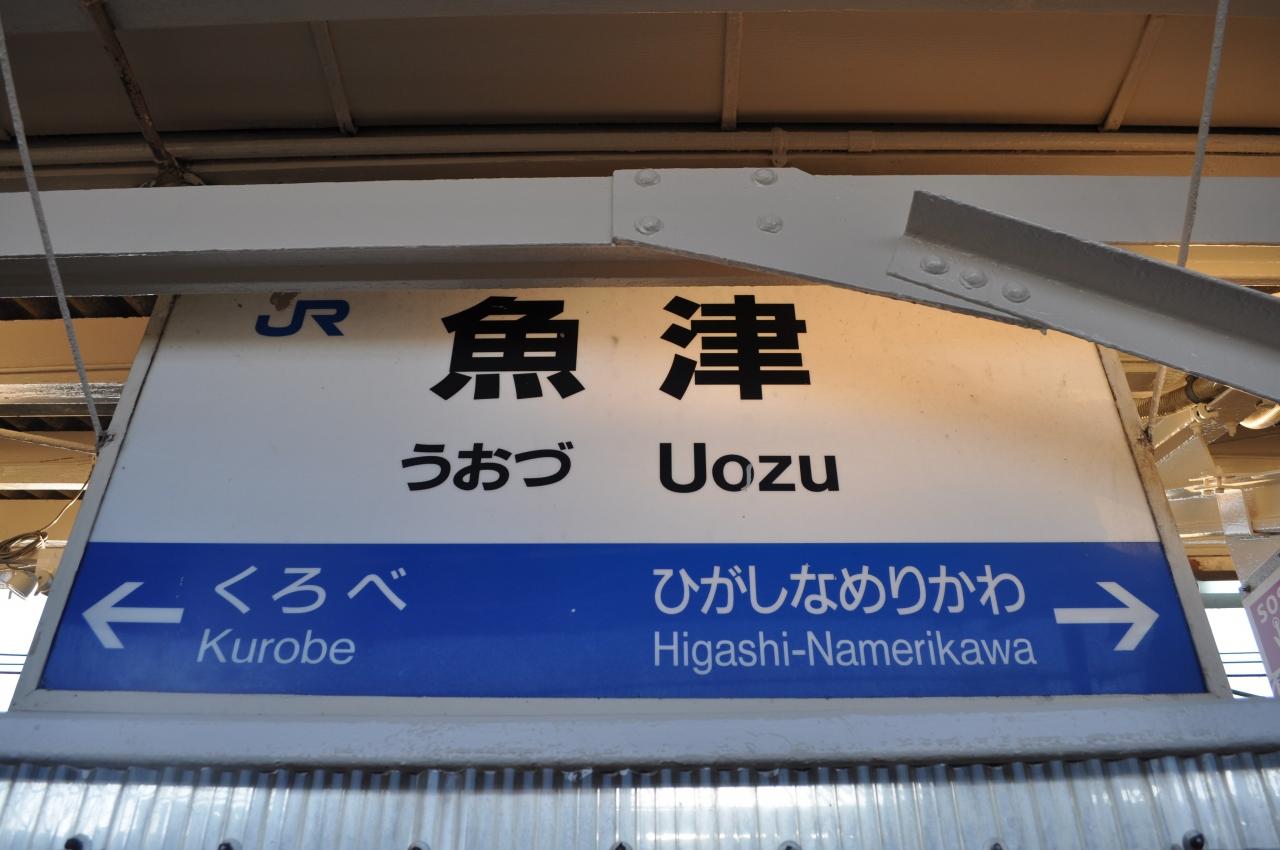 JR
魚津
うおづ Uozu
← くろべ
Kurobe
ひがしなめりかわ →
Higashi-Namerikawa